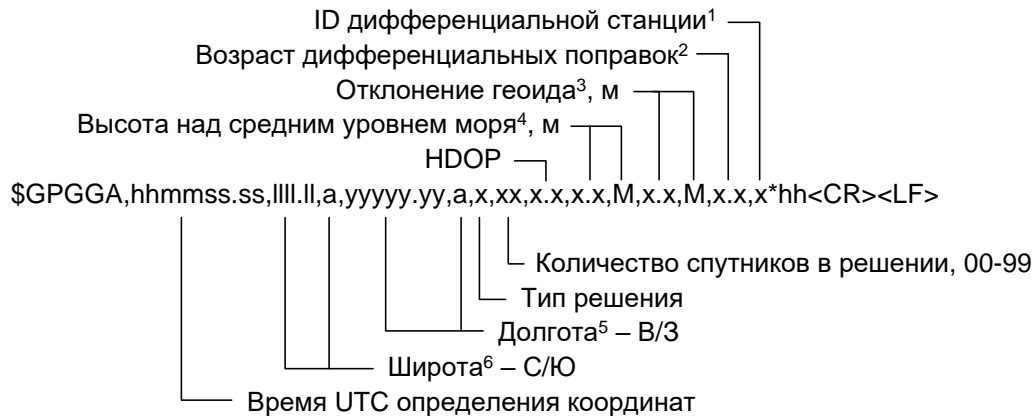 ID дифференциальной станции¹
Возраст дифференциальных поправок²
Отклонение геоида³, м
Высота над средним уровнем моря⁴, м
HDOP
$GPGGA,hhmmss.ss,llll.ll,a,yyyyy.yy,a,x,xx,x.x,x.x,M,x.x,M,x.x,x*hh<CR><LF>
Количество спутников в решении, 00-99
Тип решения
Долгота⁵ – В/З
Широта⁶ – С/Ю
Время UTC определения координат